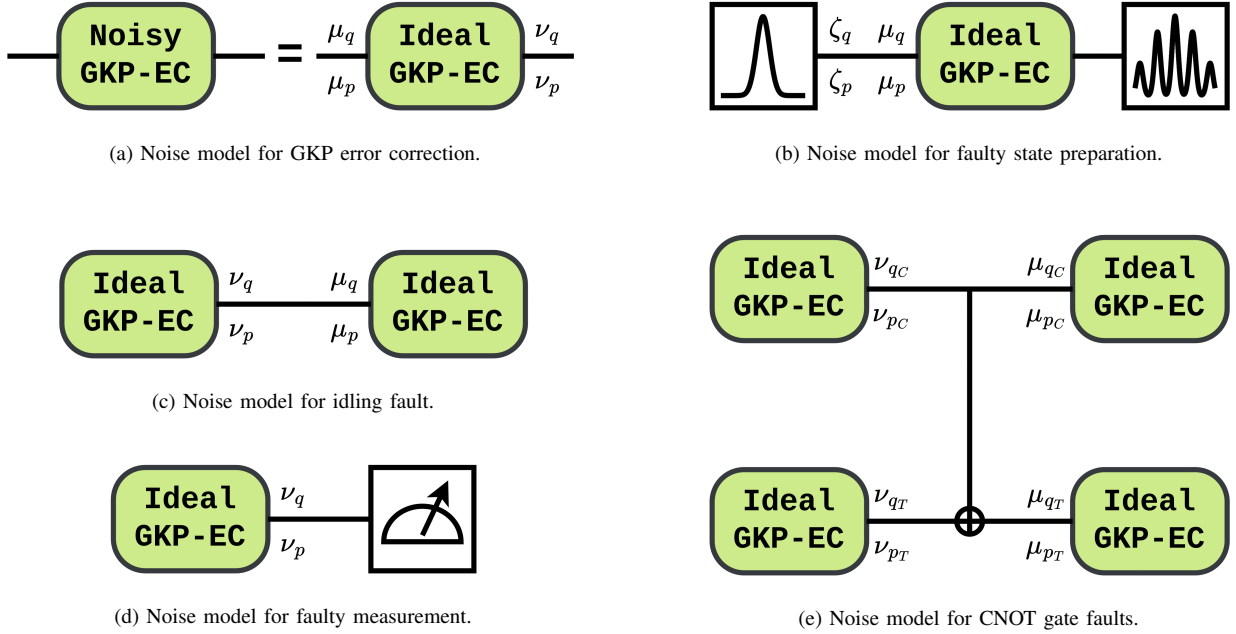 Noisy
GKP-EC
=
μ_q
μ_p
Ideal
GKP-EC
ν_q
ν_p
(a) Noise model for GKP error correction.
ζ_q
ζ_p
μ_q
μ_p
Ideal
GKP-EC
(b) Noise model for faulty state preparation.
Ideal
GKP-EC
ν_q
ν_p
μ_q
μ_p
Ideal
GKP-EC
(c) Noise model for idling fault.
Ideal
GKP-EC
ν_q
ν_p
(d) Noise model for faulty measurement.
Ideal
GKP-EC
ν_{q_C}
ν_{p_C}
μ_{q_C}
μ_{p_C}
Ideal
GKP-EC
Ideal
GKP-EC
ν_{q_T}
ν_{p_T}
μ_{q_T}
μ_{p_T}
Ideal
GKP-EC
(e) Noise model for CNOT gate faults.